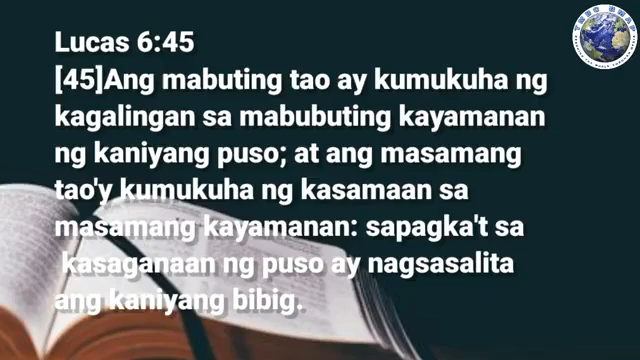 Lucas 6:45
[45]Ang mabuting tao ay kumukuha ng
kagalingan sa mabubuting kayamanan
ng kaniyang puso; at ang masamang
tao'y kumukuha ng kasamaan sa
masamang kayamanan: sapagka't sa
kasaganaan ng puso ay nagsasalita
ang kaniyang bibig.